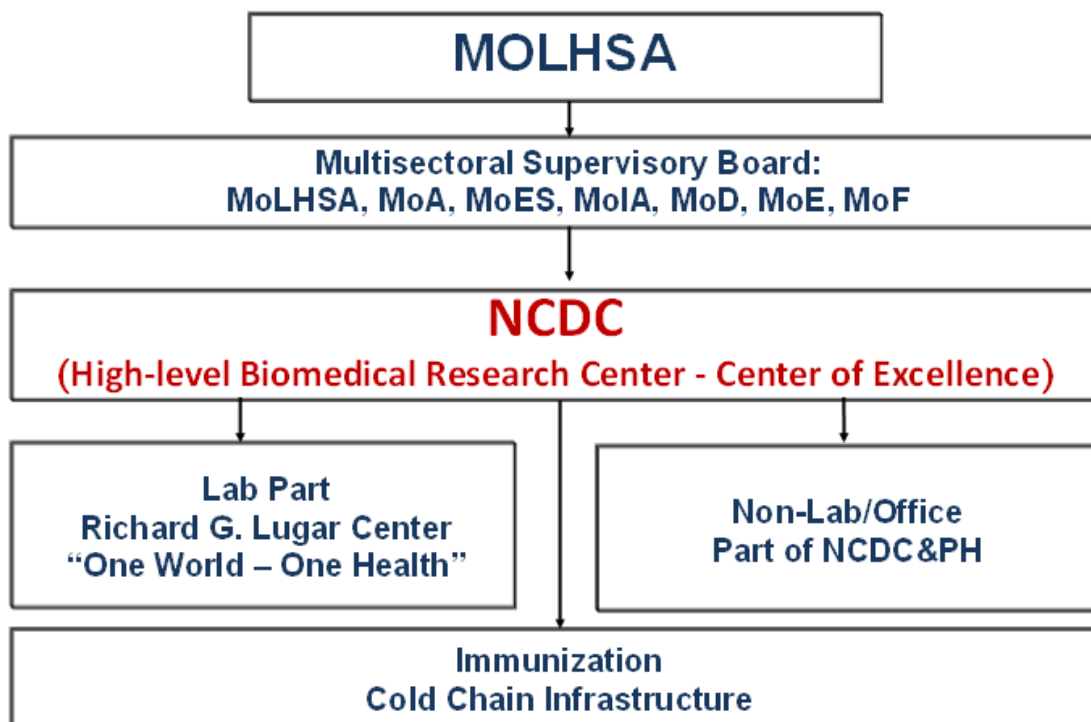 MOLHSA
Multisectoral Supervisory Board:
MoLHSA, MoA, MoES, MoIA, MoD, MoE, MoF
NCDC
(High-level Biomedical Research Center - Center of Excellence)
Lab Part
Richard G. Lugar Center
“One World – One Health”
Non-Lab/Office
Part of NCDC&PH
Immunization
Cold Chain Infrastructure